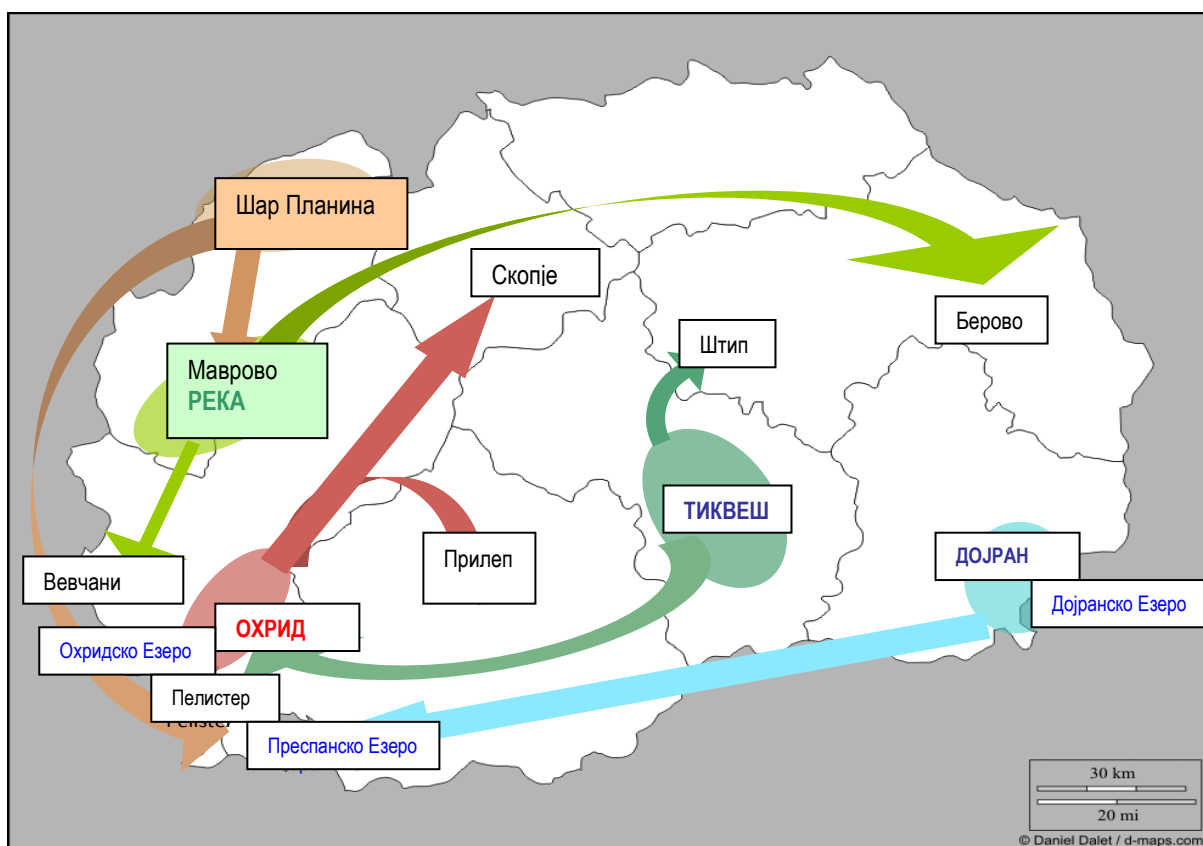 Шар Планина
Скопје
Берово
Штип
Маврово
РЕКА
ТИКВЕШ
Прилеп
ДОЈРАН
Вевчани
Дојранско Езеро
ОХРИД
Охридско Езеро
Пелистер
Преспанско Езеро
30 km
20 mi
© Daniel Dalet / d-maps.com